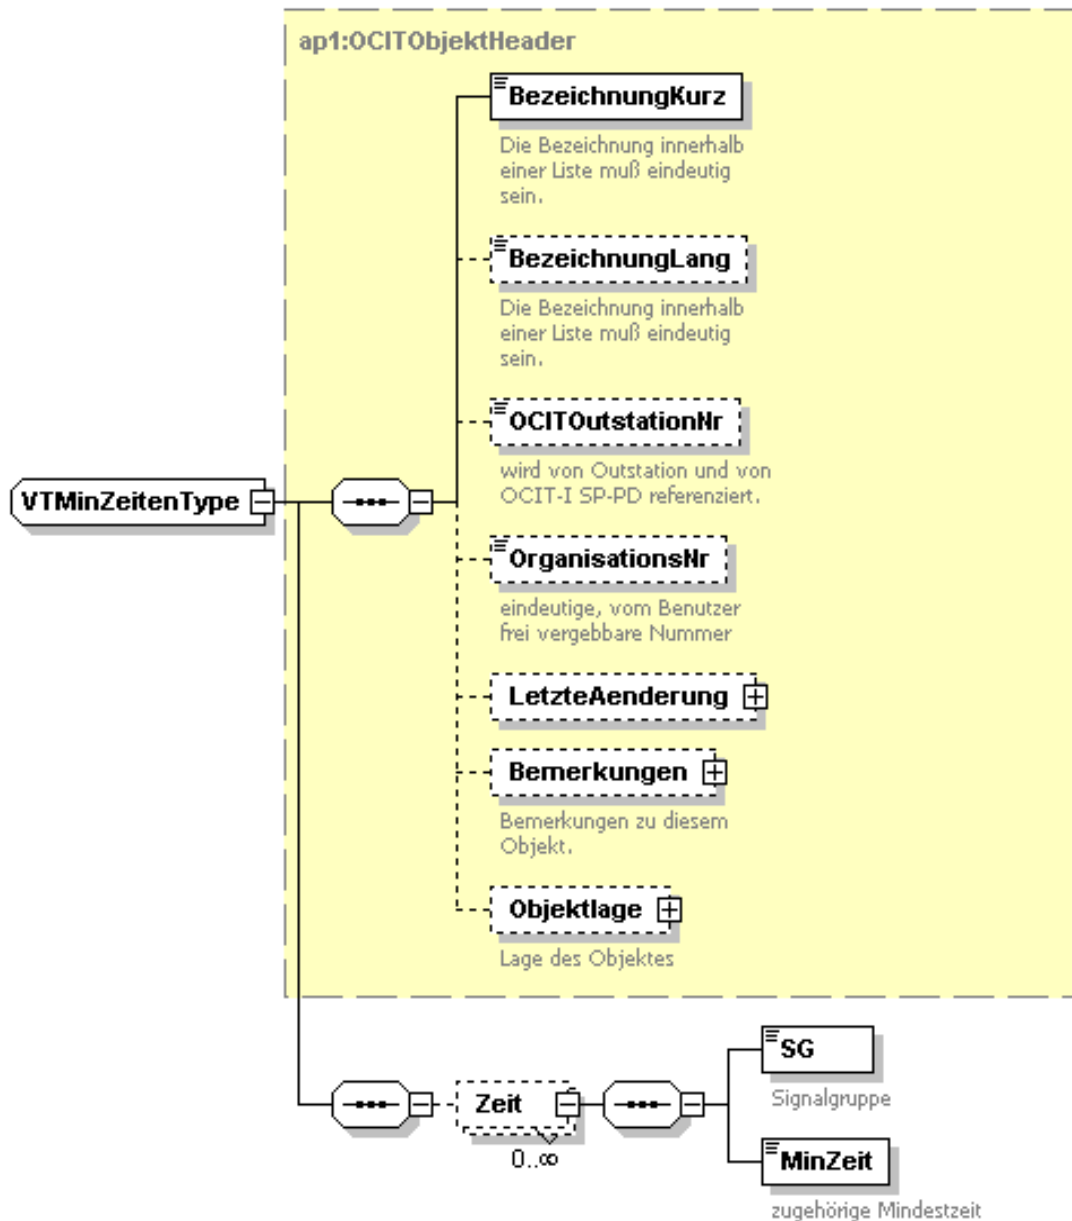 ap1:OCITObjektHeader
BezeichnungKurz
Die Bezeichnung innerhalb
einer Liste muß eindeutig
sein.
BezeichnungLang
Die Bezeichnung innerhalb
einer Liste muß eindeutig
sein.
OCITOutstationNr
wird von Outstation und von
OCIT-I SP-PD referenziert.
VTMinZeitenType
OrganisationsNr
eindeutige, vom Benutzer
frei vergebbare Nummer
LetzteAenderung
Bemerkungen
Bemerkungen zu diesem
Objekt.
Objektlage
Lage des Objektes
SG
Signalgruppe
Zeit
0..∞
MinZeit
zugehörige Mindestzeit